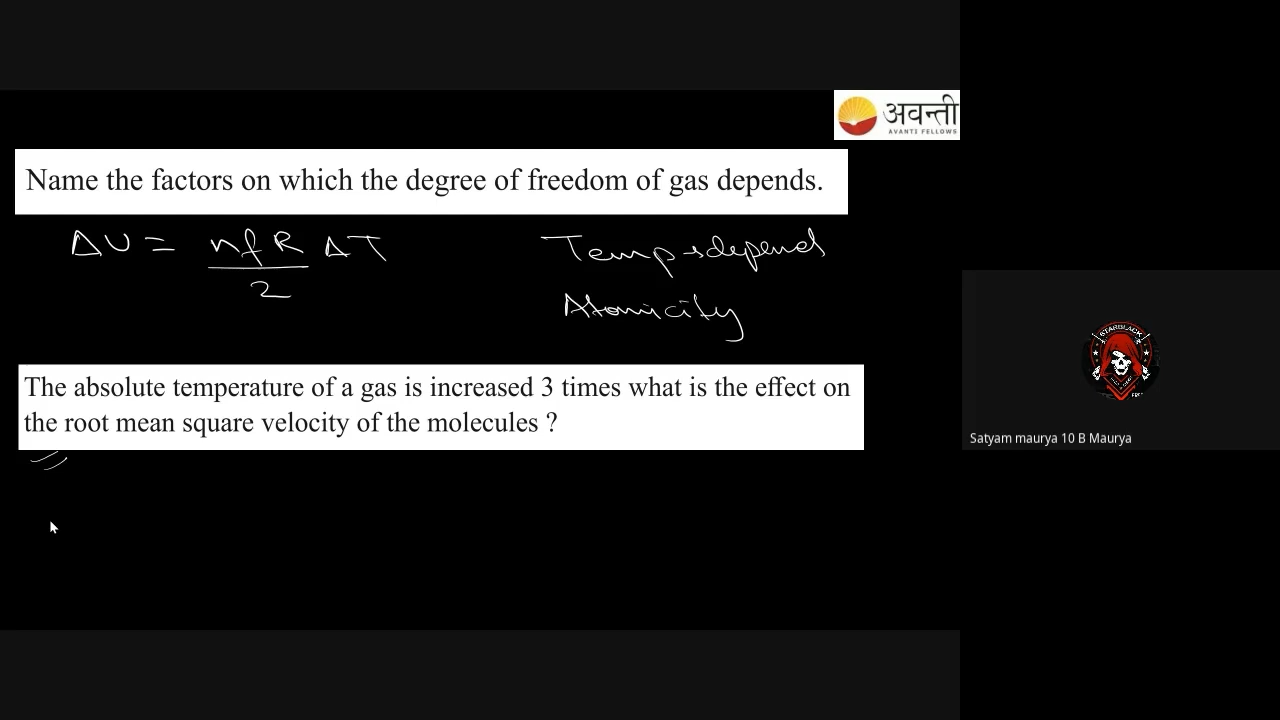 अवन्ती
AVANTI FELLOWS
Name the factors on which the degree of freedom of gas depends.
ΔU = nfR/2 ΔT
Temp depend
Atomicity
The absolute temperature of a gas is increased 3 times what is the effect on
the root mean square velocity of the molecules ?
STARBLACK
Satyam maurya 10 B Maurya